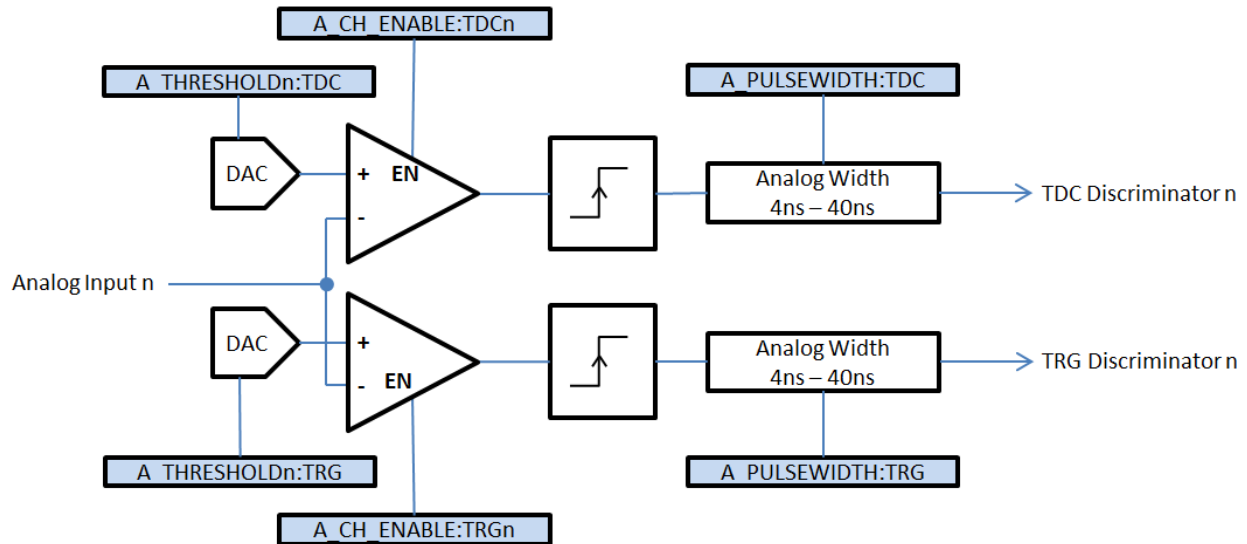 A_CH_ENABLE:TDCn
A_THRESHOLDn:TDC
A_PULSEWIDTH:TDC
DAC
+
EN
-
Analog Width
4ns – 40ns
TDC Discriminator n
Analog Input n
DAC
+
-
EN
Analog Width
4ns – 40ns
TRG Discriminator n
A_THRESHOLDn:TRG
A_PULSEWIDTH:TRG
A_CH_ENABLE:TRGn